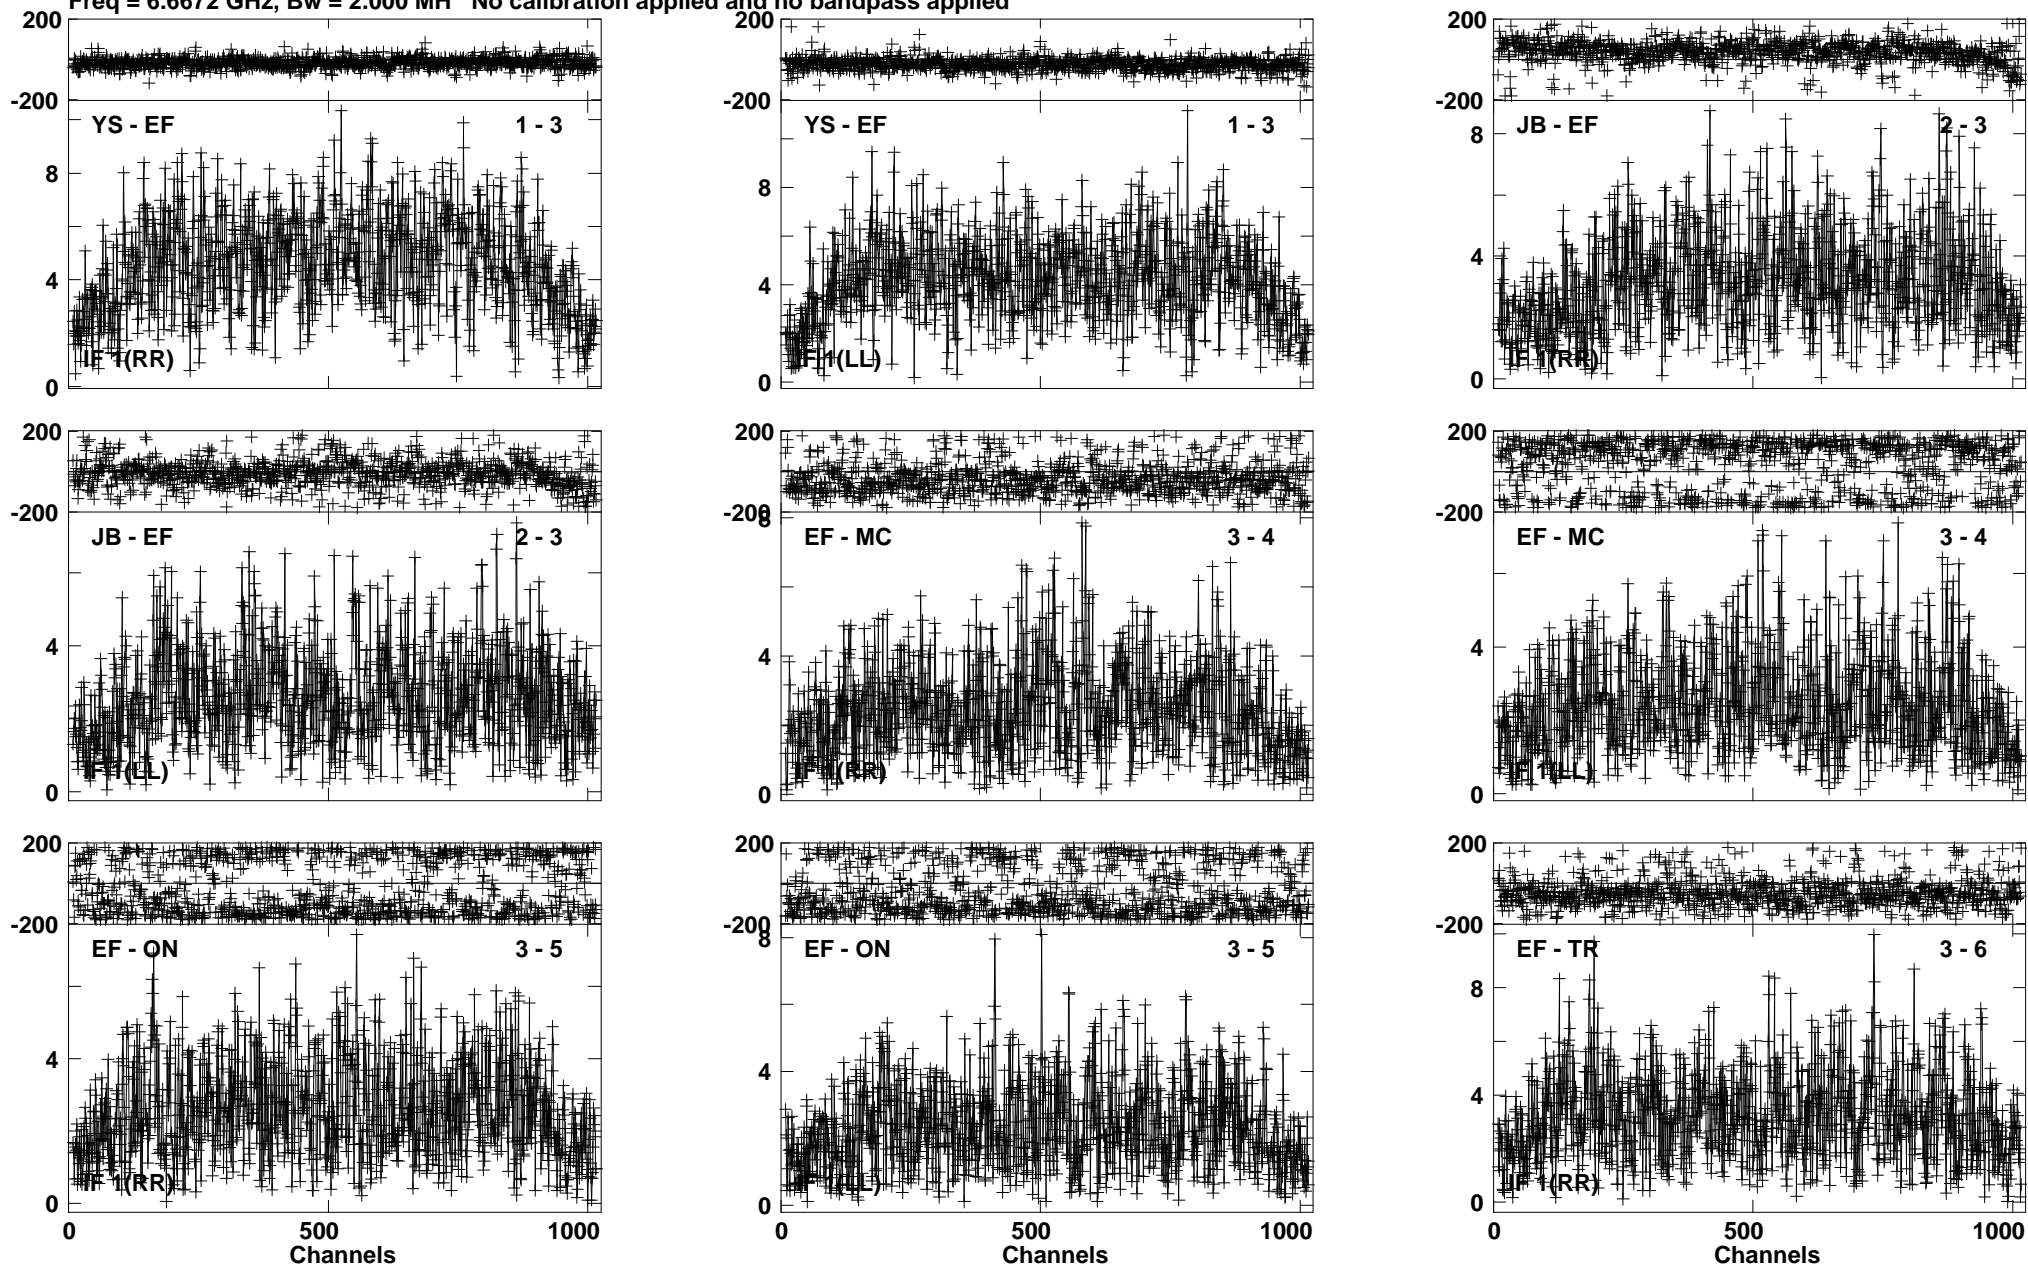 Freq = 6.6672 GHz, Bw = 2.000 MH No calibration applied and no bandpass applied
200
-200
YS - EF 1 - 3
8
4
IF 1(RR)
0
200
-200
YS - EF 1 - 3
8
4
IF 1(LL)
0
200
-200
JB - EF 2 - 3
8
4
IF 1(RR)
0
200
-200
JB - EF 2 - 3
4
IF 1(LL)
0
200
-200
8
EF - MC 3 - 4
4
IF 1(RR)
0
200
-200
EF - MC 3 - 4
4
IF 1(LL)
0
200
-200
EF - ON 3 - 5
4
IF 1(RR)
0
0 500 1000
Channels
200
-200
8
EF - ON 3 - 5
4
IF 1(LL)
0
0 500 1000
Channels
200
-200
EF - TR 3 - 6
8
4
IF 1(RR)
0
0 500 1000
Channels